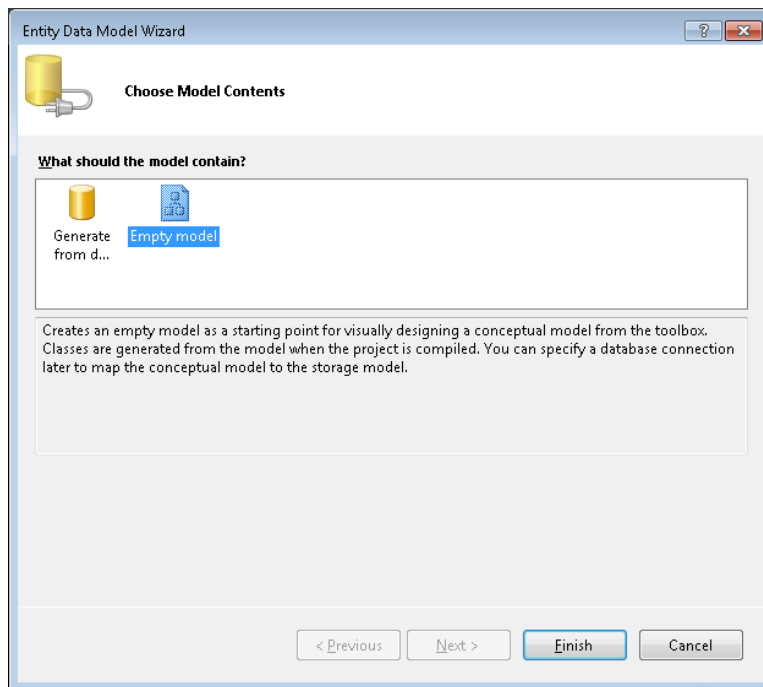 Entity Data Model Wizard
Choose Model Contents
What should the model contain?
Generate
from d...
Empty model
Creates an empty model as a starting point for visually designing a conceptual model from the toolbox.
Classes are generated from the model when the project is compiled. You can specify a database connection
later to map the conceptual model to the storage model.
< Previous
Next >
Finish
Cancel